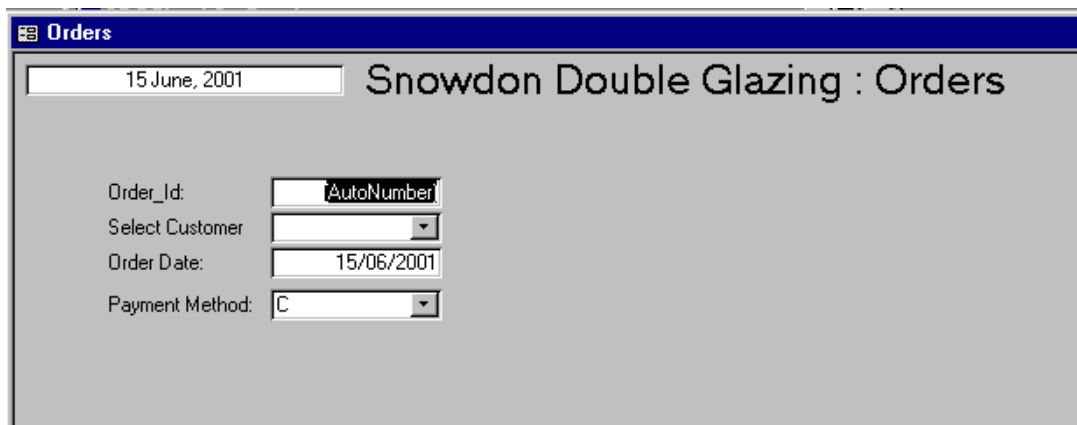 Orders
15 June, 2001
Snowdon Double Glazing : Orders
Order_Id: (AutoNumber)
Select Customer
Order Date: 15/06/2001
Payment Method: C